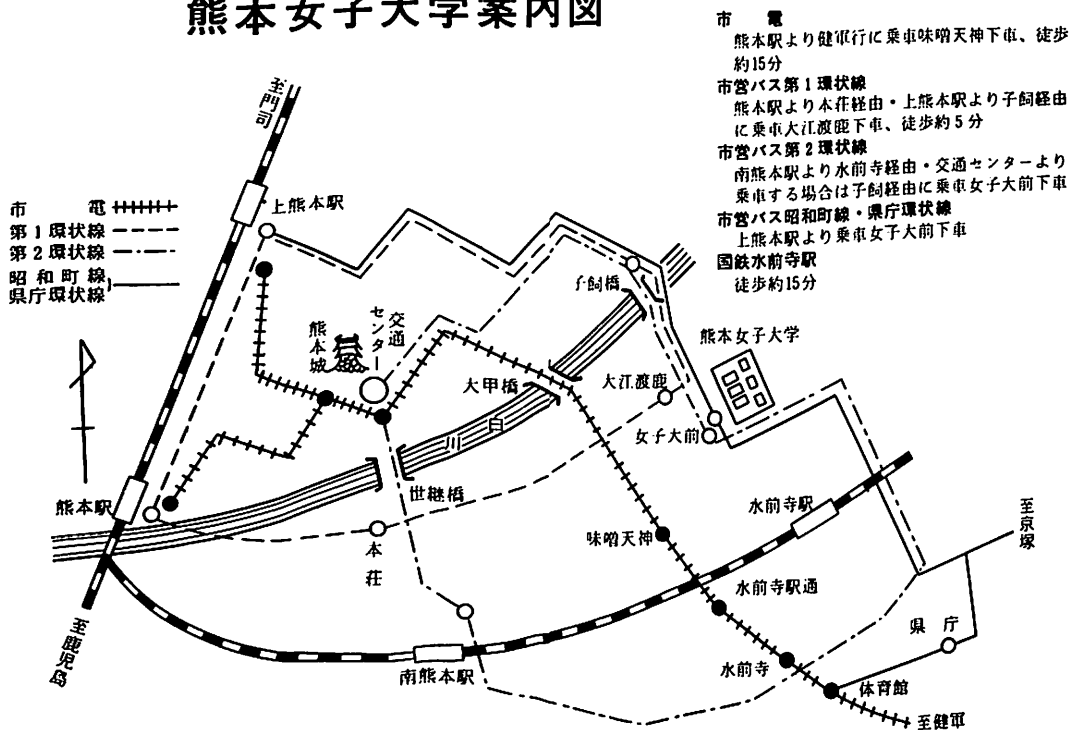 熊本女子大学案内図
市電
熊本駅より健軍行に乗車味噌天神下車、徒歩
約15分
市営バス第1環状線
熊本駅より本荘経由・上熊本駅より子飼経由
に乗車大江渡鹿下車、徒歩約5分
市営バス第2環状線
南熊本駅より水前寺経由・交通センターより
乗車する場合は子飼経由に乗車女子大前下車
市営バス昭和町線・県庁環状線
上熊本駅より乗車女子大前下車
国鉄水前寺駅
徒歩約15分
市電
第1環状線
第2環状線
昭和町線
県庁環状線
至門司
上熊本駅
子飼橋
交通
センター
熊本城
熊本女子大学
大甲橋
大江渡鹿
女子大前
白川
世継橋
熊本駅
水前寺駅
本荘
味噌天神
至京塚
水前寺駅通
県庁
至鹿児島
南熊本駅
水前寺
体育館
至健軍